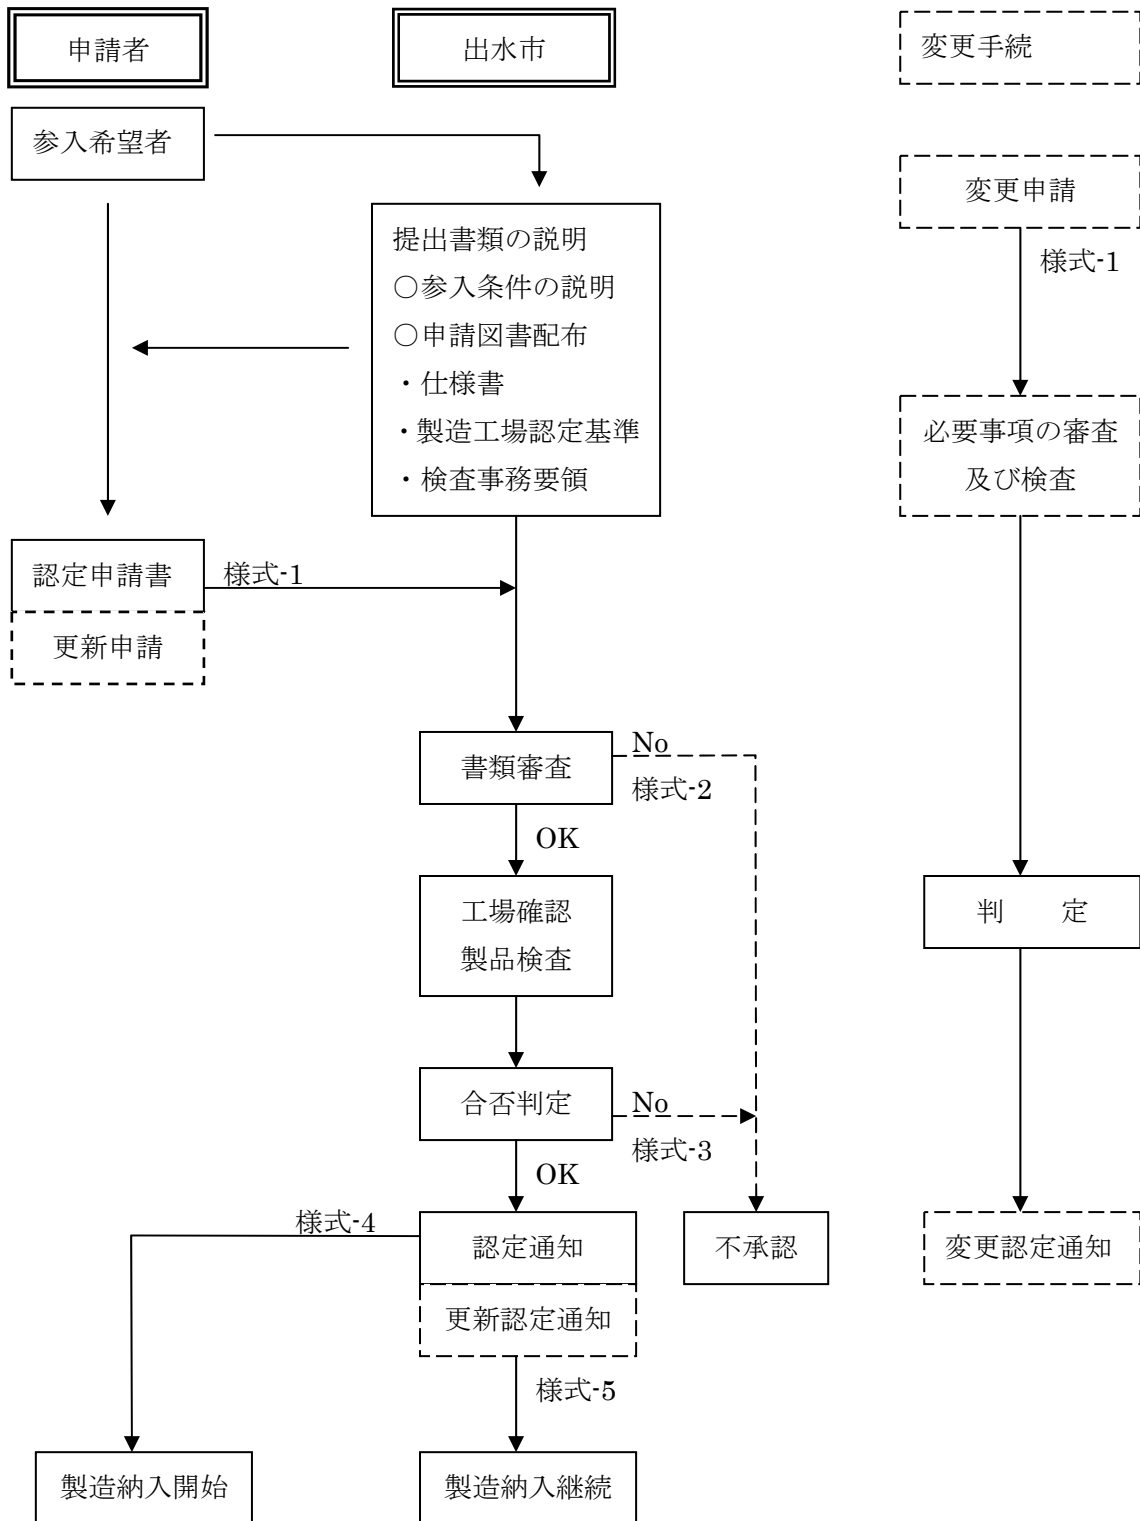 申請者
出水市
変更手続
参入希望者
変更申請
様式-1
提出書類の説明
○参入条件の説明
○申請図書配布
・仕様書
・製造工場認定基準
・検査事務要領
必要事項の審査
及び検査
認定申請書
様式-1
更新申請
書類審査
No
様式-2
OK
工場確認
製品検査
判　　定
合否判定
No
様式-3
OK
様式-4
認定通知
不承認
変更認定通知
更新認定通知
様式-5
製造納入開始
製造納入継続